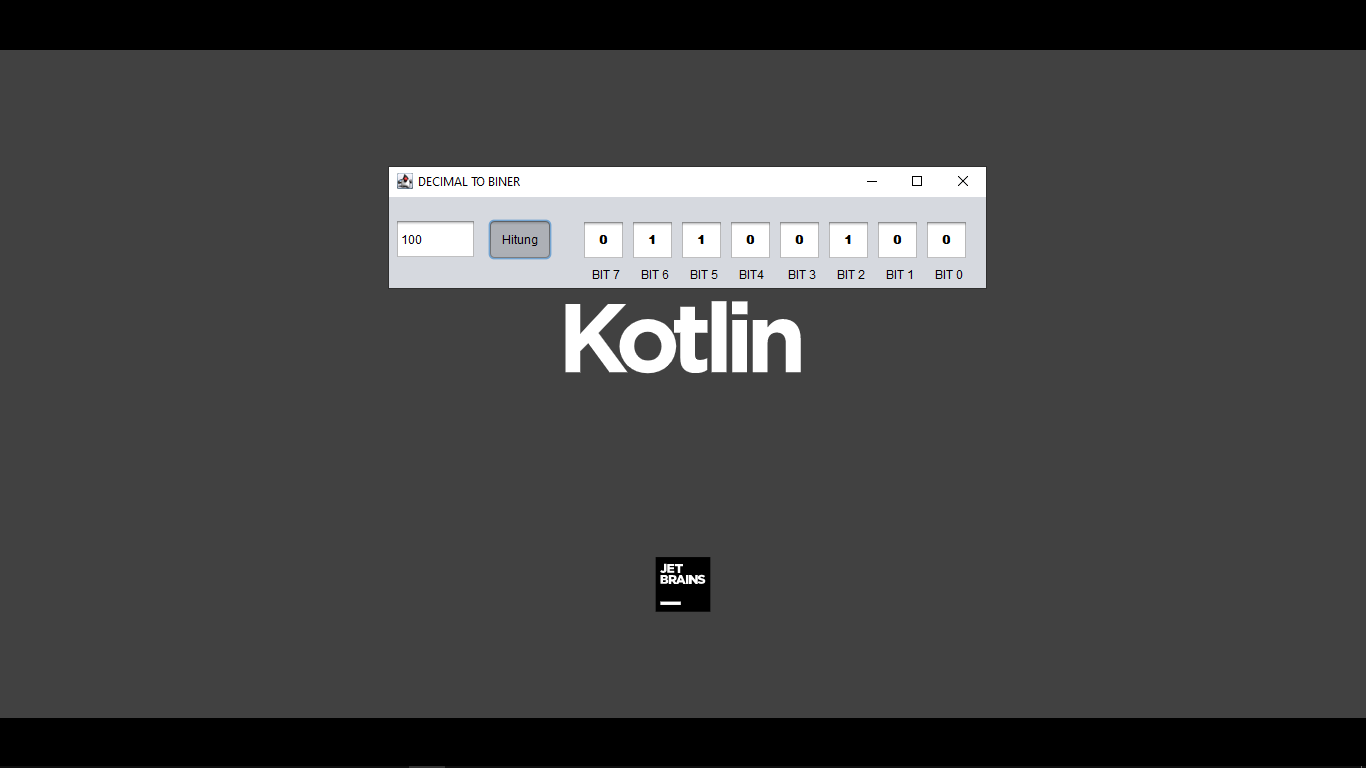 DECIMAL TO BINER
100 Hitung 0 1 1 0 0 1 0 0
BIT 7 BIT 6 BIT 5 BIT4 BIT 3 BIT 2 BIT 1 BIT 0
Kotlin
JET
BRAINS